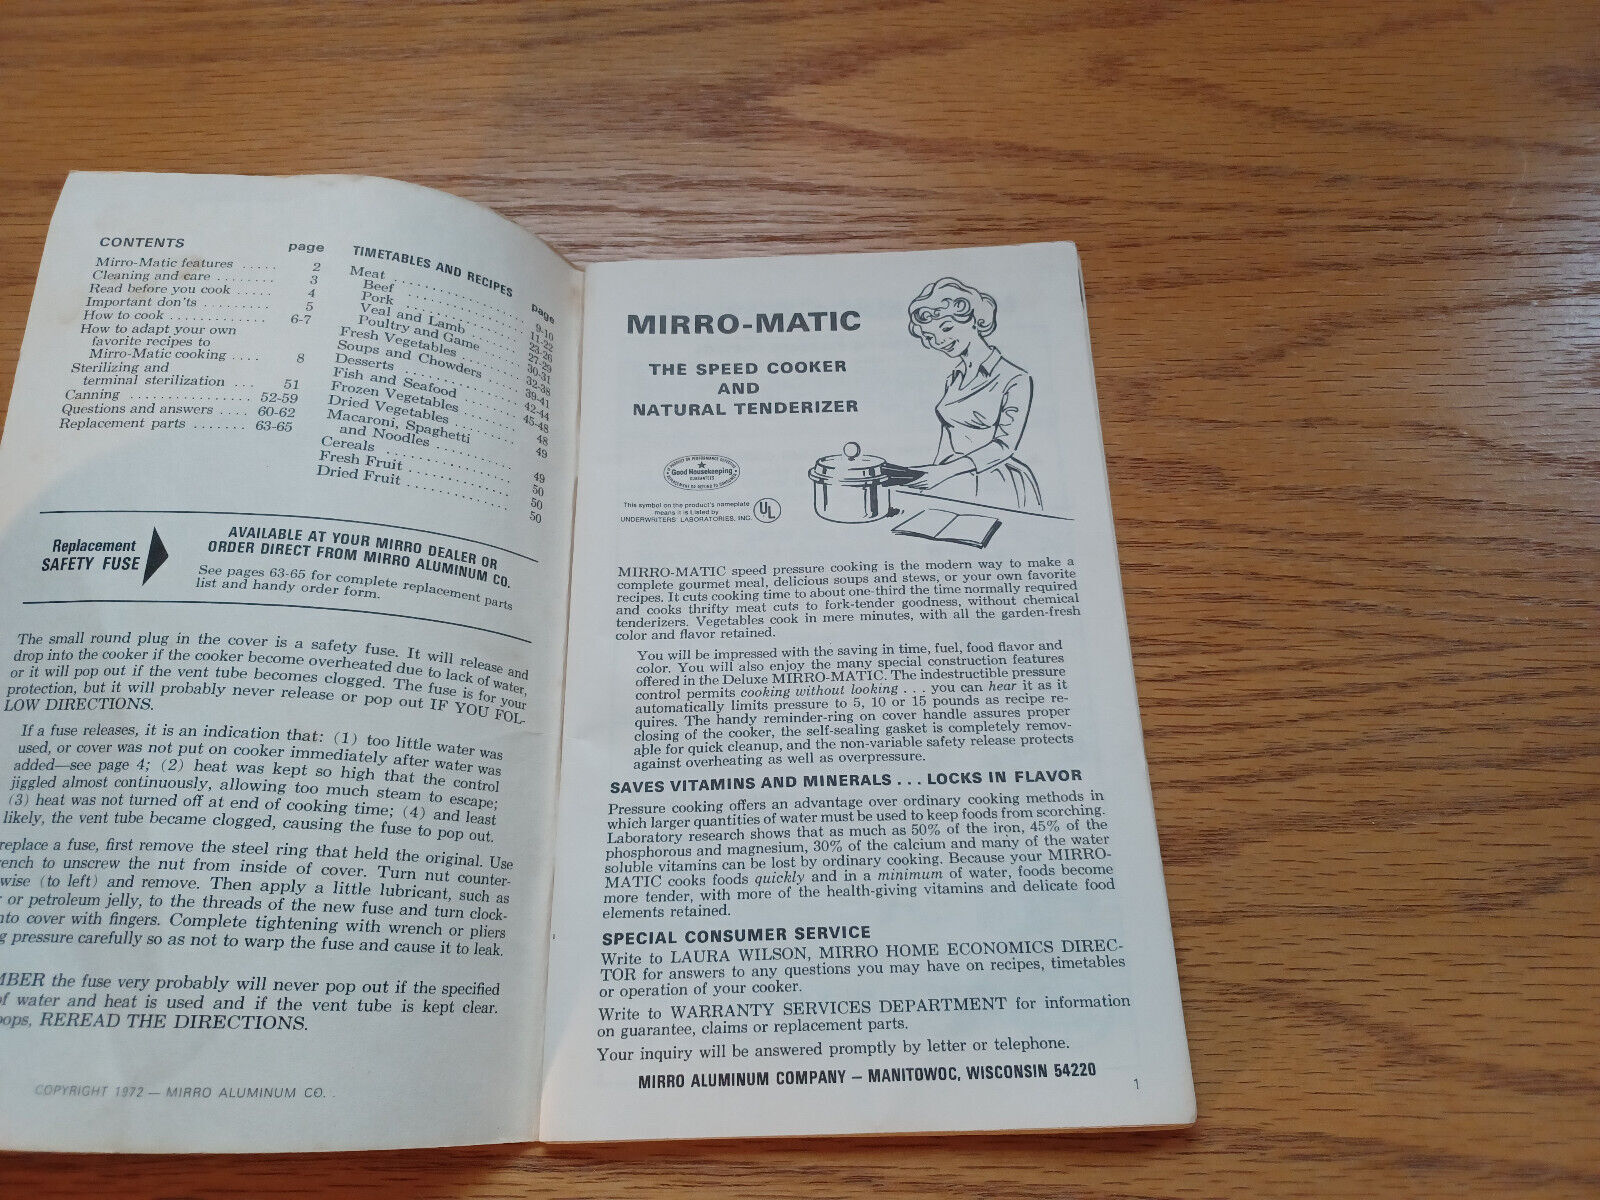 CONTENTS page
Mirro-Matic features ..... 2
Cleaning and care ........ 3
Read before you cook ..... 4
Important don'ts ......... 5
How to cook ............. 6-7
How to adapt your own
favorite recipes to
Mirro-Matic cooking .... 8
Sterilizing and
terminal sterilization ... 51
Canning ................ 52-59
Questions and answers .... 60-62
Replacement parts ....... 63-65
TIMETABLES AND RECIPES page
Meat ................ 9-10
Beef ................ 11-22
Pork ................ 23-26
Veal and Lamb ....... 27-29
Poultry and Game ..... 30-31
Fresh Vegetables ........ 32-38
Soups and Chowders ..... 39-41
Desserts ............... 42-44
Fish and Seafood ........ 45-48
Frozen Vegetables ....... 48
Dried Vegetables ........ 49
Macaroni, Spaghetti
and Noodles .......... 49
Cereals ............... 50
Fresh Fruit ............ 50
Dried Fruit ............ 50
Replacement
SAFETY FUSE
AVAILABLE AT YOUR MIRRO DEALER OR
ORDER DIRECT FROM MIRRO ALUMINUM CO.
See pages 63-65 for complete replacement parts
list and handy order form.
The small round plug in the cover is a safety fuse. It will release and
drop into the cooker if the cooker become overheated due to lack of water,
or it will pop out if the vent tube becomes clogged. The fuse is for your
protection, but it will probably never release or pop out IF YOU FOL-
LOW DIRECTIONS.
If a fuse releases, it is an indication that: (1) too little water was
used, or cover was not put on cooker immediately after water was
added—see page 4; (2) heat was kept so high that the control
jiggled almost continuously, allowing too much steam to escape;
(3) heat was not turned off at end of cooking time; (4) and least
likely, the vent tube became clogged, causing the fuse to pop out.
replace a fuse, first remove the steel ring that held the original. Use
ench to unscrew the nut from inside of cover. Turn nut counter-
wise (to left) and remove. Then apply a little lubricant, such as
or petroleum jelly, to the threads of the new fuse and turn clock-
nto cover with fingers. Complete tightening with wrench or pliers
g pressure carefully so as not to warp the fuse and cause it to leak.
MBER the fuse very probably will never pop out if the specified
of water and heat is used and if the vent tube is kept clear.
oops, REREAD THE DIRECTIONS.
COPYRIGHT 1972 — MIRRO ALUMINUM CO. .
MIRRO-MATIC
THE SPEED COOKER
AND
NATURAL TENDERIZER
Good Housekeeping
GUARANTEES
This symbol on the product's nameplate
means it is Listed by
UNDERWRITERS' LABORATORIES, INC.
UL
MIRRO-MATIC speed pressure cooking is the modern way to make a
complete gourmet meal, delicious soups and stews, or your own favorite
recipes. It cuts cooking time to about one-third the time normally required
and cooks thrifty meat cuts to fork-tender goodness, without chemical
tenderizers. Vegetables cook in mere minutes, with all the garden-fresh
color and flavor retained.
You will be impressed with the saving in time, fuel, food flavor and
color. You will also enjoy the many special construction features
offered in the Deluxe MIRRO-MATIC. The indestructible pressure
control permits cooking without looking . . . you can hear it as it
automatically limits pressure to 5, 10 or 15 pounds as recipe re-
quires. The handy reminder-ring on cover handle assures proper
closing of the cooker, the self-sealing gasket is completely remov-
able for quick cleanup, and the non-variable safety release protects
against overheating as well as overpressure.
SAVES VITAMINS AND MINERALS . . . LOCKS IN FLAVOR
Pressure cooking offers an advantage over ordinary cooking methods in
which larger quantities of water must be used to keep foods from scorching.
Laboratory research shows that as much as 50% of the iron, 45% of the
phosphorous and magnesium, 30% of the calcium and many of the water
soluble vitamins can be lost by ordinary cooking. Because your MIRRO-
MATIC cooks foods quickly and in a minimum of water, foods become
more tender, with more of the health-giving vitamins and delicate food
elements retained.
SPECIAL CONSUMER SERVICE
Write to LAURA WILSON, MIRRO HOME ECONOMICS DIREC-
TOR for answers to any questions you may have on recipes, timetables
or operation of your cooker.
Write to WARRANTY SERVICES DEPARTMENT for information
on guarantee, claims or replacement parts.
Your inquiry will be answered promptly by letter or telephone.
MIRRO ALUMINUM COMPANY — MANITOWOC, WISCONSIN 54220
1